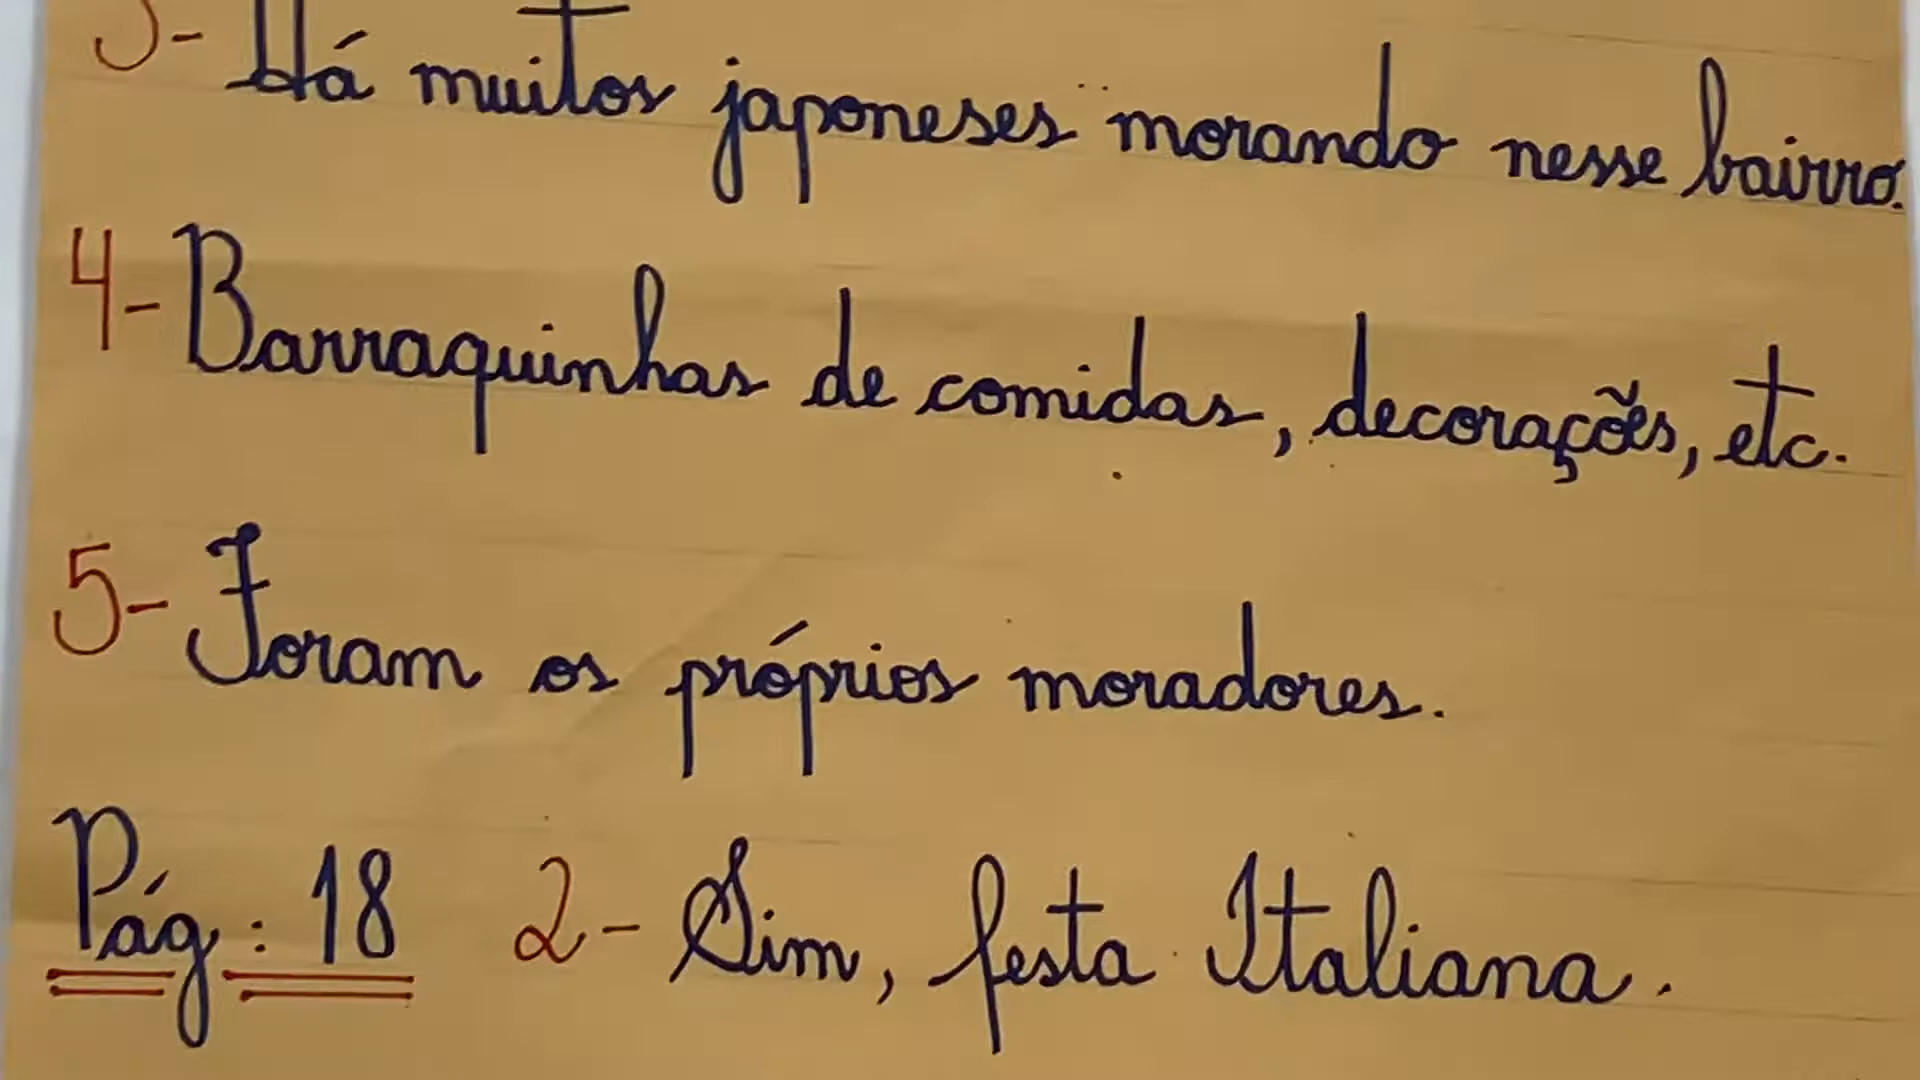 3- Há muitos japoneses morando nesse bairro.
4- Barraquinhas de comidas, decorações, etc.
5- Foram os próprios moradores.
Pág: 18 2- Sim, festa Italiana.